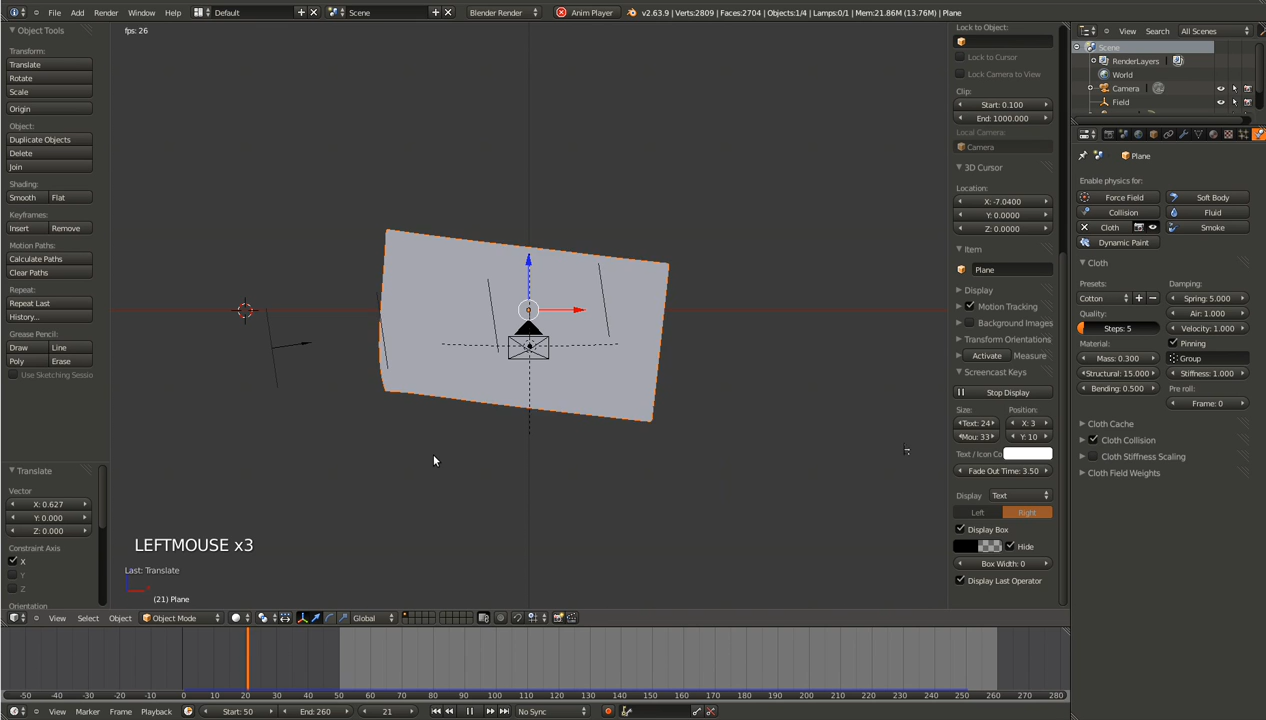 File Add Render Window Help Default Scene Blender Render Anim Player v2.63.9 | Verts:2809 | Faces:2704 | Objects:1/4 | Lamps:0/1 | Mem:21.86M (13.76M) | Plane
Object Tools
Transform:
Translate
Rotate
Scale
Origin
Object:
Duplicate Objects
Delete
Join
Shading:
Smooth Flat
Keyframes:
Insert Remove
Motion Paths:
Calculate Paths
Clear Paths
Repeat:
Repeat Last
History...
Grease Pencil:
Draw Line
Poly Erase
Use Sketching Sessio
Translate
Vector
X: 0.627
Y: 0.000
Z: 0.000
Constraint Axis
X
Y
Z
Orientation
fps: 26
LEFTMOUSE x3
Last: Translate
(21) Plane
Lock to Object:
Lock to Cursor
Lock Camera to View
Clip:
Start: 0.100
End: 1000.000
Local Camera:
Camera
3D Cursor
Location:
X: -7.0400
Y: 0.0000
Z: 0.0000
Item
Plane
Display
Motion Tracking
Background Images
Transform Orientations
Activate Measure
Screencast Keys
Stop Display
Size: Position:
Text: 24 X: 3
Mou: 33 Y: 10
Text / Icon Co
Fade Out Time: 3.50
Display Text
Left Right
Display Box
Hide
Box Width: 0
Display Last Operator
View Search All Scenes
Scene
RenderLayers
World
Camera
Field
Plane
Enable physics for:
Force Field Soft Body
Collision Fluid
Cloth Smoke
Dynamic Paint
Cloth
Presets: Damping:
Cotton Spring: 5.000
Quality: Air: 1.000
Steps: 5 Velocity: 1.000
Material: Pinning
Mass: 0.300 Group
Structural: 15.000 Stiffness: 1.000
Bending: 0.500 Pre roll:
Frame: 0
Cloth Cache
Cloth Collision
Cloth Stiffness Scaling
Cloth Field Weights
View Select Object Object Mode Global
-50 -40 -30 -20 -10 0 10 20 30 40 50 60 70 80 90 100 110 120 130 140 150 160 170 180 190 200 210 220 230 240 250 260 270 280
View Marker Frame Playback Start: 50 End: 260 21 No Sync